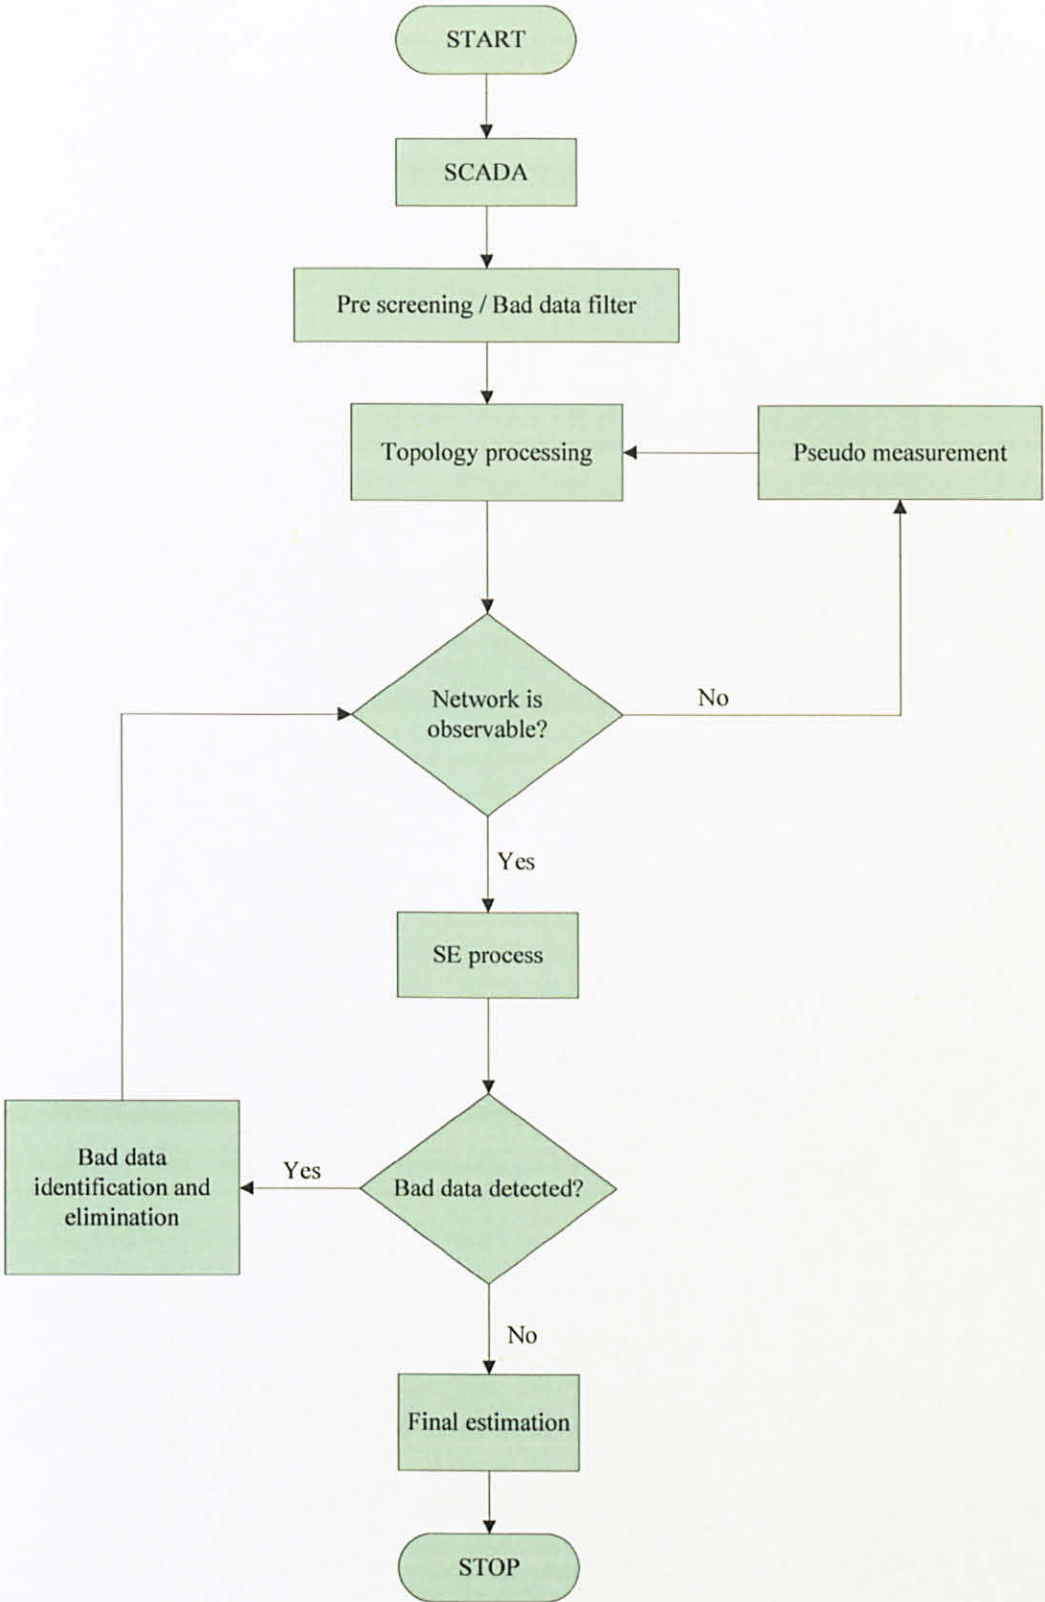 START
SCADA
Pre screening / Bad data filter
Topology processing
Pseudo measurement
Network is
observable?
No
Yes
SE process
Bad data
identification and
elimination
Yes
Bad data detected?
No
Final estimation
STOP